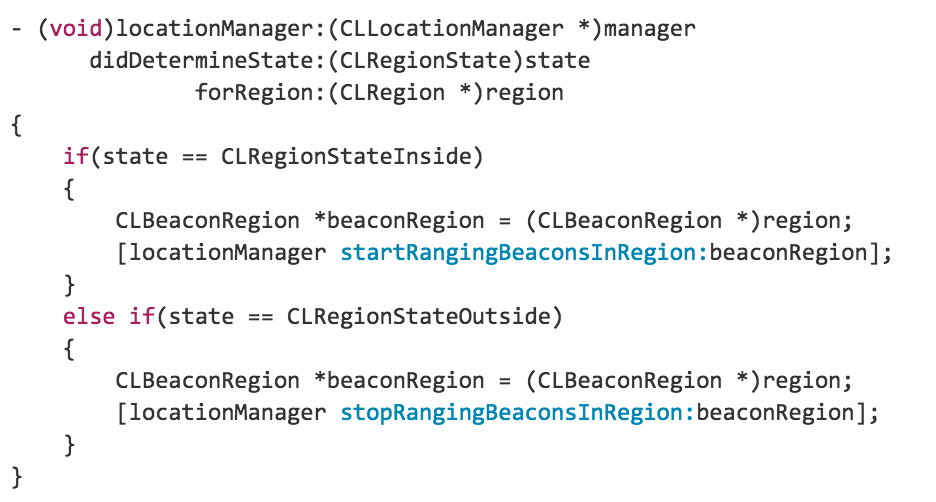 - (void)locationManager:(CLLocationManager *)manager
      didDetermineState:(CLRegionState)state
              forRegion:(CLRegion *)region
{
    if(state == CLRegionStateInside)
    {
        CLBeaconRegion *beaconRegion = (CLBeaconRegion *)region;
        [locationManager startRangingBeaconsInRegion:beaconRegion];
    }
    else if(state == CLRegionStateOutside)
    {
        CLBeaconRegion *beaconRegion = (CLBeaconRegion *)region;
        [locationManager stopRangingBeaconsInRegion:beaconRegion];
    }
}